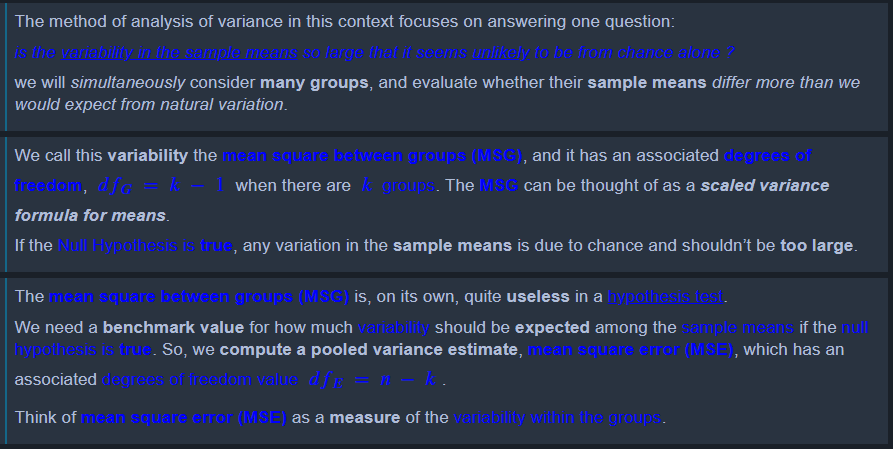 The method of analysis of variance in this context focuses on answering one question:
is the variability in the sample means so large that it seems unlikely to be from chance alone ?
we will simultaneously consider many groups, and evaluate whether their sample means differ more than we
would expect from natural variation.
We call this variability the mean square between groups (MSG), and it has an associated degrees of
freedom, df_G = k − 1 when there are k groups. The MSG can be thought of as a scaled variance
formula for means.
If the Null Hypothesis is true, any variation in the sample means is due to chance and shouldn't be too large.
The mean square between groups (MSG) is, on its own, quite useless in a hypothesis test.
We need a benchmark value for how much variability should be expected among the sample means if the null
hypothesis is true. So, we compute a pooled variance estimate, mean square error (MSE), which has an
associated degrees of freedom value df_E = n − k .
Think of mean square error (MSE) as a measure of the variability within the groups.